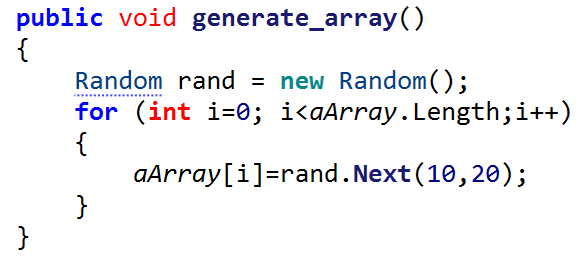 public void generate_array()
{
    Random rand = new Random();
    for (int i=0; i<aArray.Length;i++)
    {
        aArray[i]=rand.Next(10,20);
    }
}